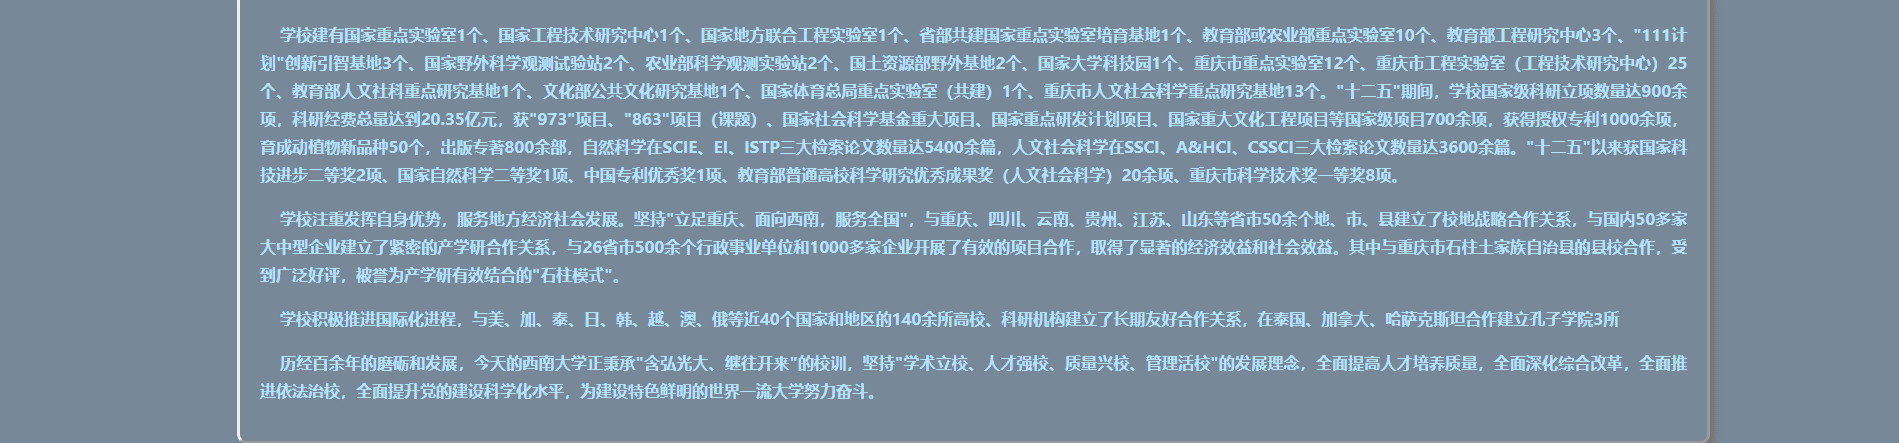 学校建有国家重点实验室1个、国家工程技术研究中心1个、国家地方联合工程实验室1个、省部共建国家重点实验室培育基地1个、教育部或农业部重点实验室10个、教育部工程研究中心3个、"111计
划"创新引智基地3个、国家野外科学观测试验站2个、农业部科学观测实验站2个、国土资源部野外基地2个、国家大学科技园1个、重庆市重点实验室12个、重庆市工程实验室（工程技术研究中心）25
个、教育部人文社科重点研究基地1个、文化部公共文化研究基地1个、国家体育总局重点实验室（共建）1个、重庆市人文社会科学重点研究基地13个。"十二五"期间，学校国家级科研立项数量达900余
项，科研经费总量达到20.35亿元，获"973"项目、"863"项目（课题）、国家社会科学基金重大项目、国家重点研发计划项目、国家重大文化工程项目等国家级项目700余项，获得授权专利1000余项，
育成动植物新品种50个，出版专著800余部，自然科学在SCIE、EI、ISTP三大检索论文数量达5400余篇，人文社会科学在SSCI、A&HCI、CSSCI三大检索论文数量达3600余篇。"十二五"以来获国家科
技进步二等奖2项、国家自然科学二等奖1项、中国专利优秀奖1项、教育部普通高校科学研究优秀成果奖（人文社会科学）20余项、重庆市科学技术奖一等奖8项。
学校注重发挥自身优势，服务地方经济社会发展。坚持"立足重庆、面向西南，服务全国"，与重庆、四川、云南、贵州、江苏、山东等省市50余个地、市、县建立了校地战略合作关系，与国内50多家
大中型企业建立了紧密的产学研合作关系，与26省市500余个行政事业单位和1000多家企业开展了有效的项目合作，取得了显著的经济效益和社会效益。其中与重庆市石柱土家族自治县的县校合作，受
到广泛好评，被誉为产学研有效结合的"石柱模式"。
学校积极推进国际化进程，与美、加、泰、日、韩、越、澳、俄等近40个国家和地区的140余所高校、科研机构建立了长期友好合作关系，在泰国、加拿大、哈萨克斯坦合作建立孔子学院3所
历经百余年的磨砺和发展，今天的西南大学正秉承"含弘光大、继往开来"的校训，坚持"学术立校、人才强校、质量兴校、管理活校"的发展理念，全面提高人才培养质量，全面深化综合改革，全面推
进依法治校，全面提升党的建设科学化水平，为建设特色鲜明的世界一流大学努力奋斗。